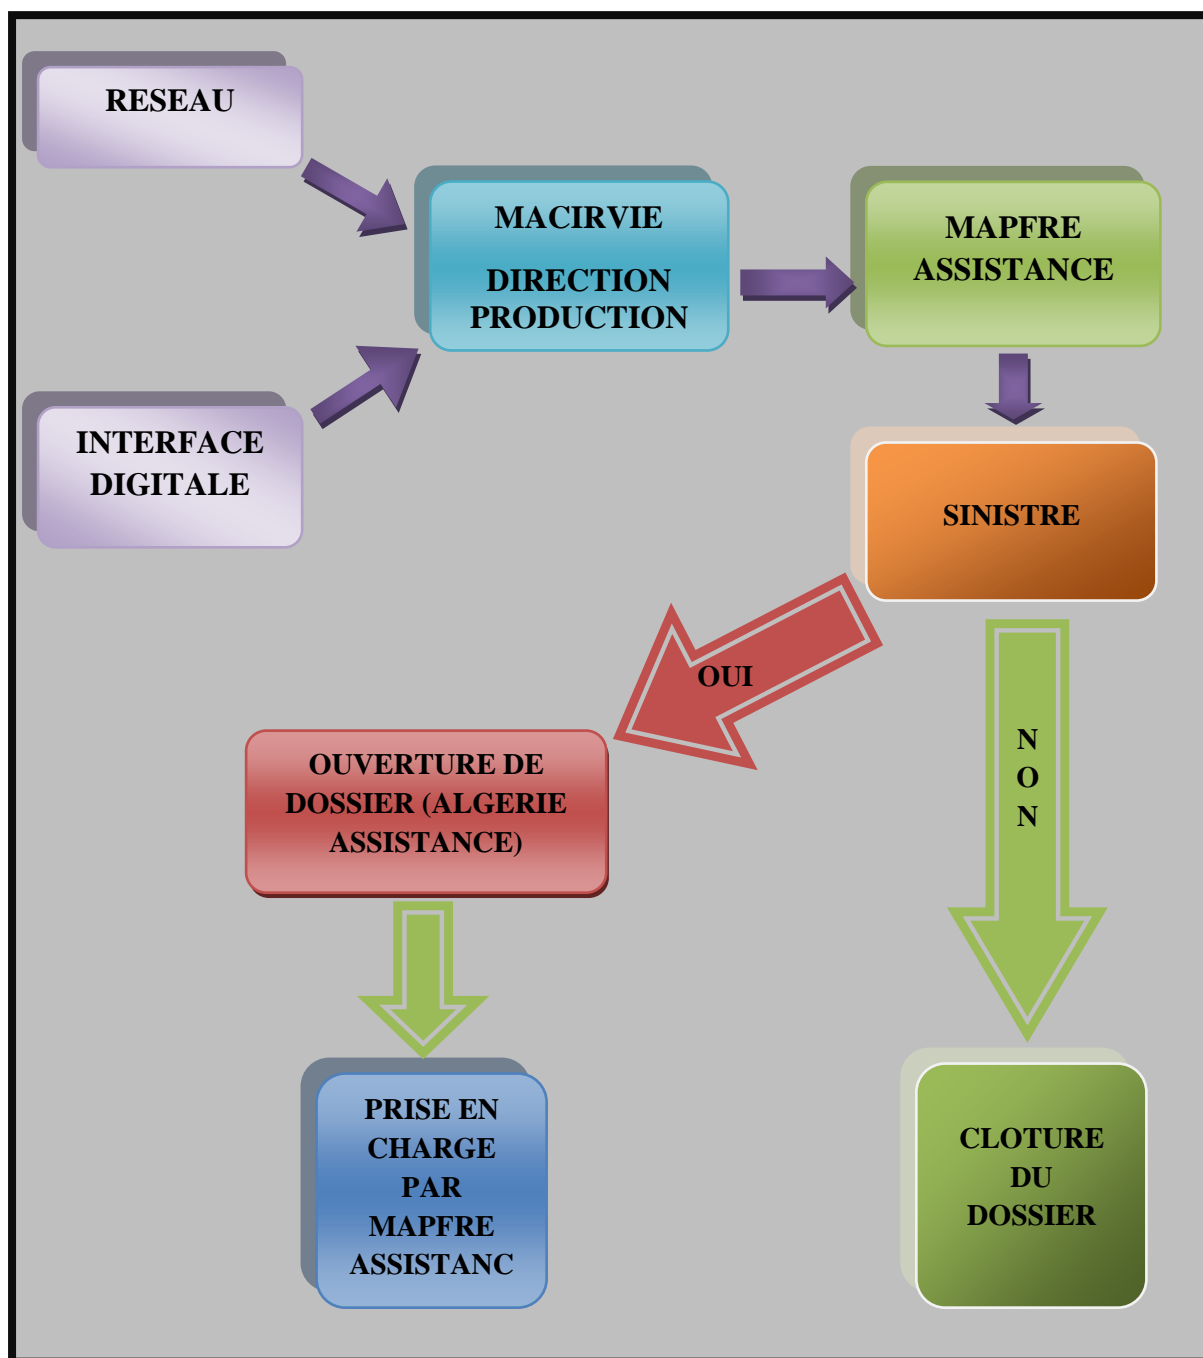 RESEAU
MACIRVIE
DIRECTION
PRODUCTION
MAPFRE
ASSISTANCE
INTERFACE
DIGITALE
SINISTRE
OUI
N
O
N
OUVERTURE DE
DOSSIER (ALGERIE
ASSISTANCE)
PRISE EN
CHARGE
PAR
MAPFRE
ASSISTANC
CLOTURE
DU
DOSSIER